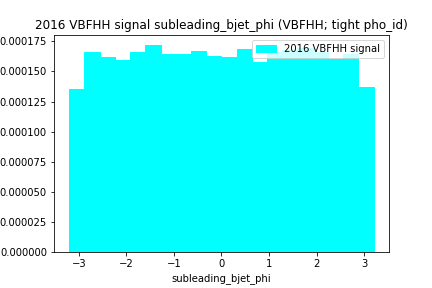 2016 VBFHH signal subleading_bjet_phi (VBFHH; tight pho_id)
2016 VBFHH signal
0.000175
0.000150
0.000125
0.000100
0.000075
0.000050
0.000025
0.000000
−3 −2 −1 0 1 2 3
subleading_bjet_phi